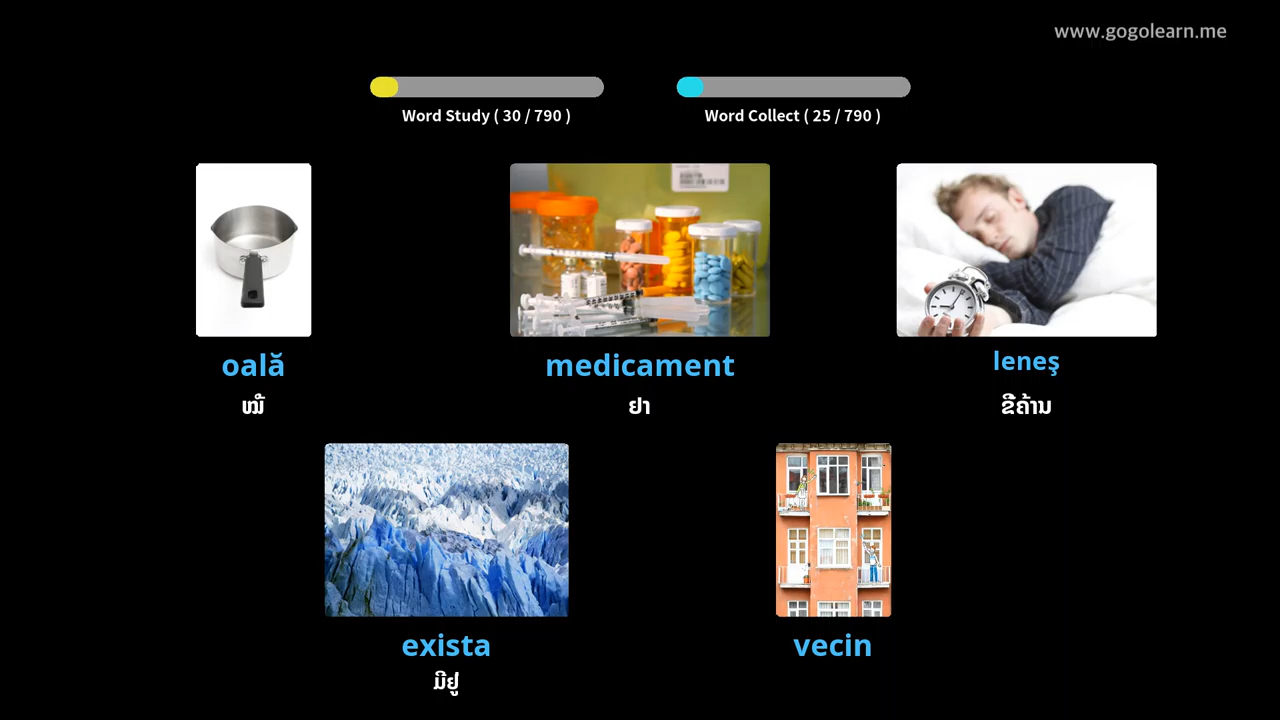 www.gogolearn.me
Word Study ( 30 / 790 )
Word Collect ( 25 / 790 )
oală
medicament
leneş
ໝໍ້
ຢາ
ຂີ້ຄ້ານ
exista
vecin
ມີຢູ່